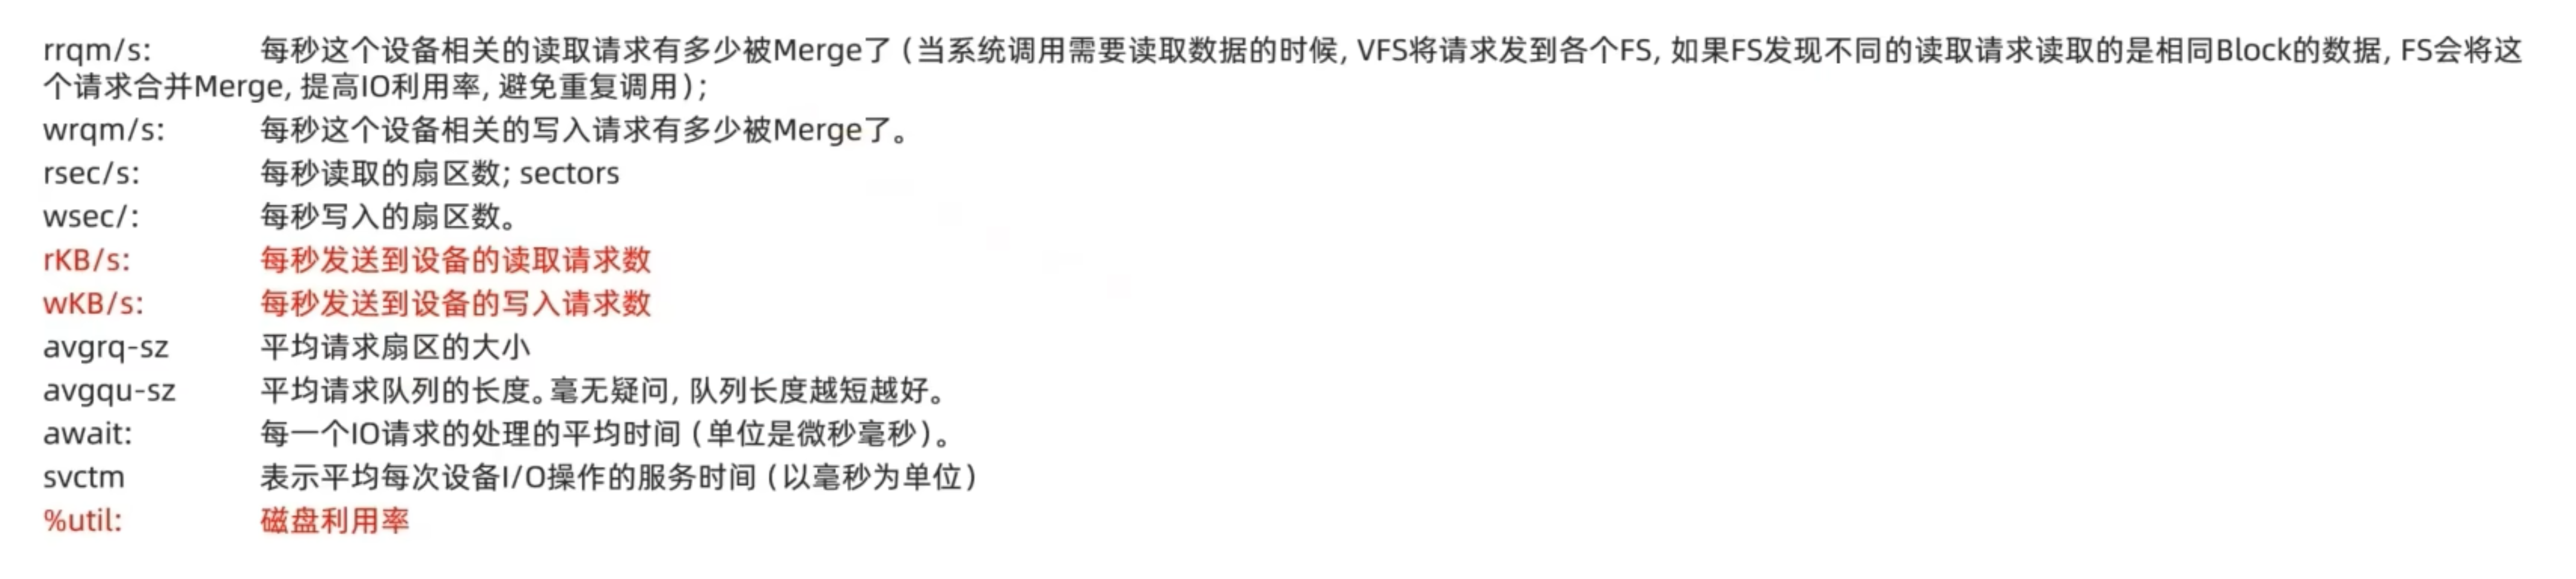 rrqm/s: 每秒这个设备相关的读取请求有多少被Merge了（当系统调用需要读取数据的时候, VFS将请求发到各个FS, 如果FS发现不同的读取请求读取的是相同Block的数据, FS会将这
个请求合并Merge, 提高IO利用率, 避免重复调用）;
wrqm/s: 每秒这个设备相关的写入请求有多少被Merge了。
rsec/s: 每秒读取的扇区数; sectors
wsec/: 每秒写入的扇区数。
rKB/s: 每秒发送到设备的读取请求数
wKB/s: 每秒发送到设备的写入请求数
avgrq-sz 平均请求扇区的大小
avgqu-sz 平均请求队列的长度。毫无疑问, 队列长度越短越好。
await: 每一个IO请求的处理的平均时间（单位是微秒毫秒）。
svctm 表示平均每次设备I/O操作的服务时间（以毫秒为单位）
%util: 磁盘利用率